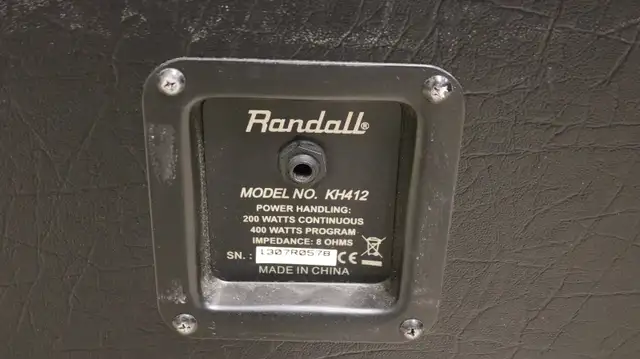 Randall®
MODEL NO. KH412
POWER HANDLING:
200 WATTS CONTINUOUS
400 WATTS PROGRAM
IMPEDANCE: 8 OHMS
SN. : 1307R0578 CE
MADE IN CHINA